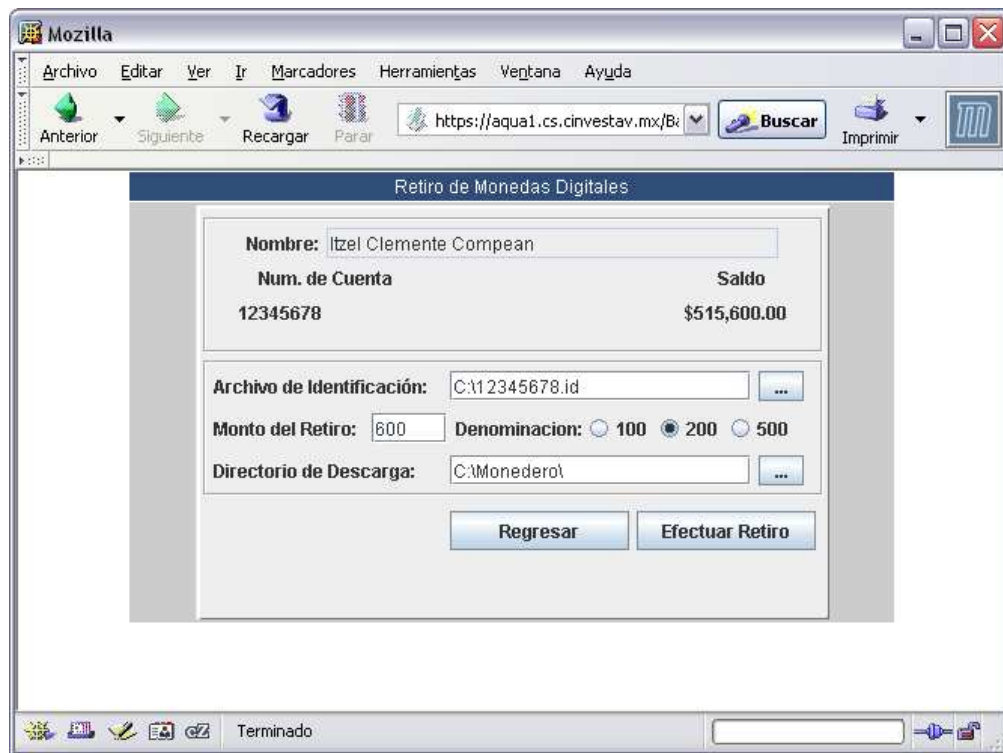 Mozilla
Archivo Editar Ver Ir Marcadores Herramientas Ventana Ayuda
Anterior Siguiente Recargar Parar https://aqua1.cs.cinvestav.mx/Ba Buscar Imprimir
Retiro de Monedas Digitales
Nombre: Itzel Clemente Compean
Num. de Cuenta Saldo
12345678 $515,600.00
Archivo de Identificación: C:\12345678.id ...
Monto del Retiro: 600 Denominacion: 100 200 500
Directorio de Descarga: C:\Monedero\ ...
Regresar Efectuar Retiro
Terminado